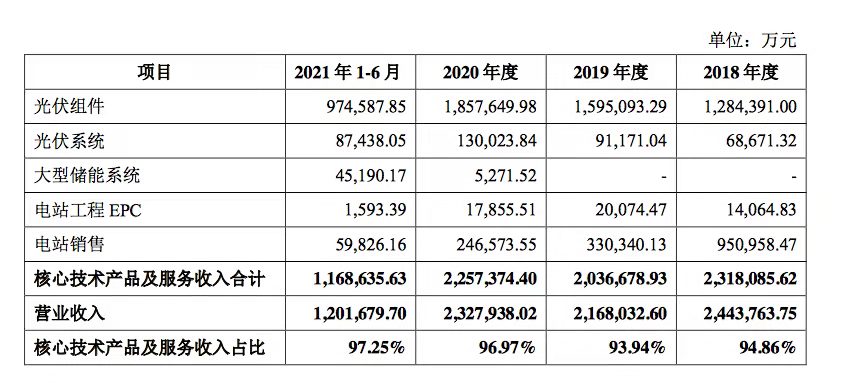 单位：万元
项目 2021 年 1-6 月 2020 年度 2019 年度 2018 年度
光伏组件 974,587.85 1,857,649.98 1,595,093.29 1,284,391.00
光伏系统 87,438.05 130,023.84 91,171.04 68,671.32
大型储能系统 45,190.17 5,271.52 - -
电站工程 EPC 1,593.39 17,855.51 20,074.47 14,064.83
电站销售 59,826.16 246,573.55 330,340.13 950,958.47
核心技术产品及服务收入合计 1,168,635.63 2,257,374.40 2,036,678.93 2,318,085.62
营业收入 1,201,679.70 2,327,938.02 2,168,032.60 2,443,763.75
核心技术产品及服务收入占比 97.25% 96.97% 93.94% 94.86%